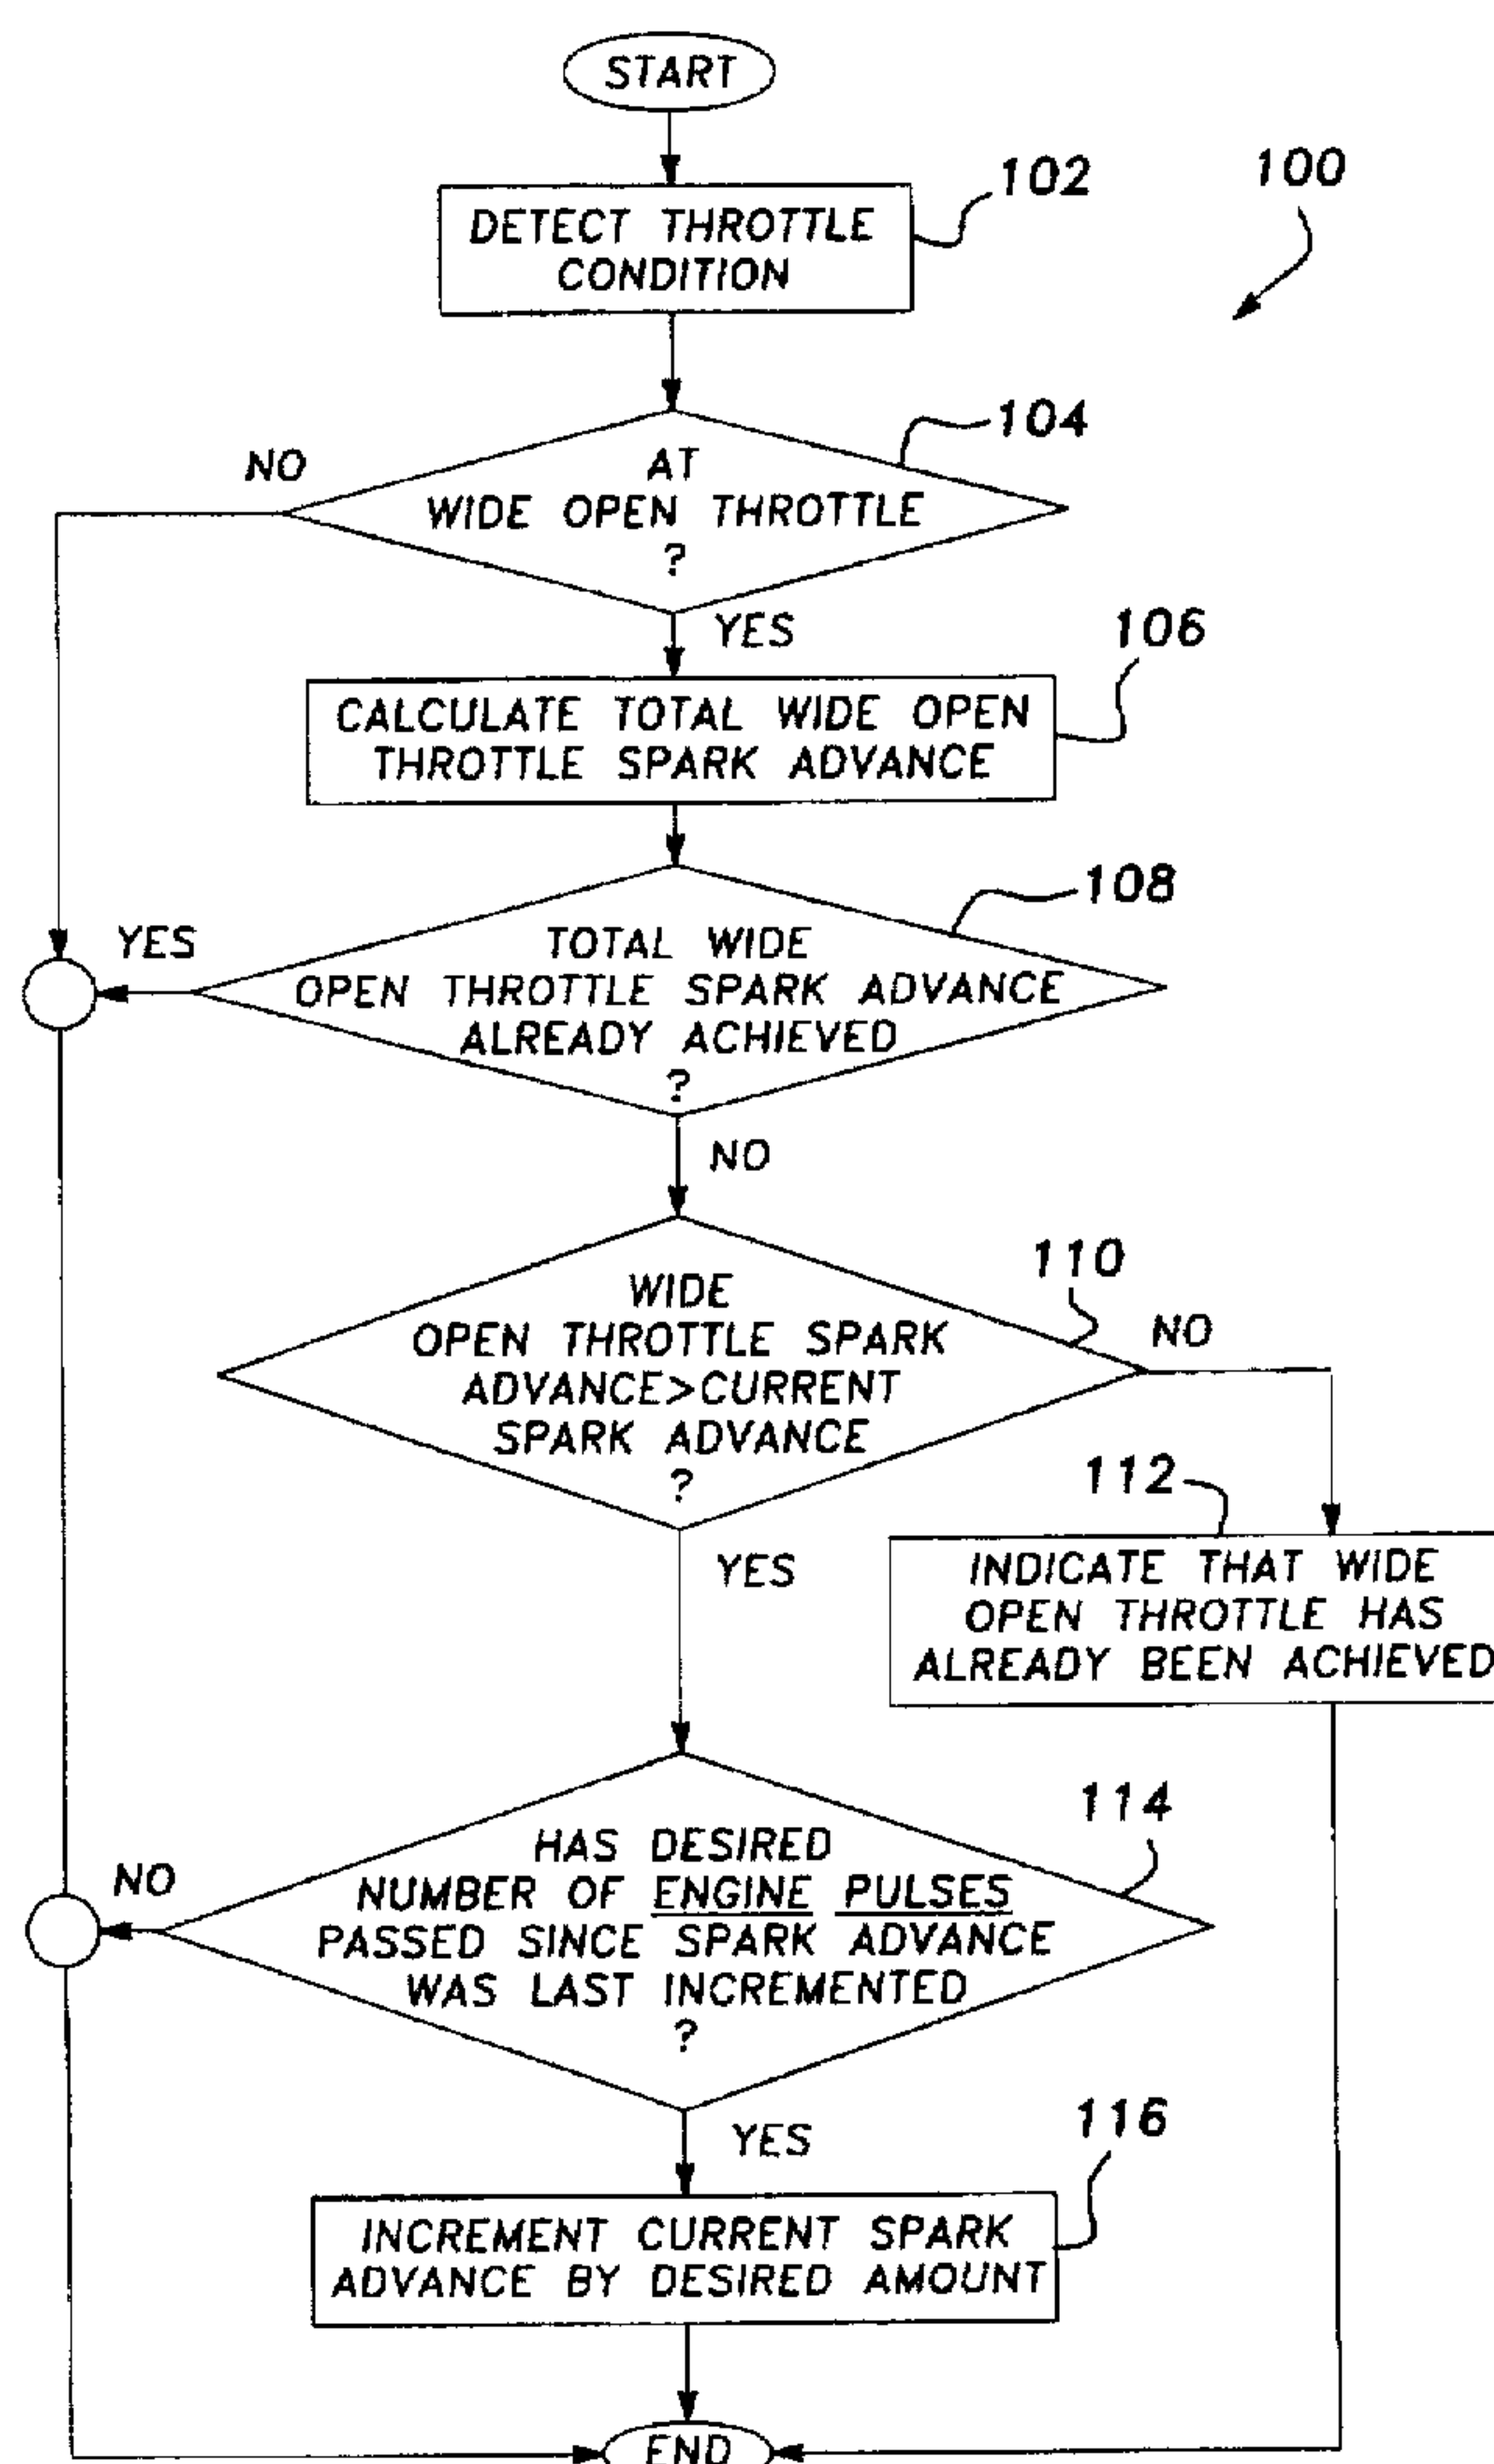 START
102
100
DETECT THROTTLE
CONDITION
104
NO
AT
WIDE OPEN THROTTLE
?
YES
106
CALCULATE TOTAL WIDE OPEN
THROTTLE SPARK ADVANCE
108
YES
TOTAL WIDE
OPEN THROTTLE SPARK ADVANCE
ALREADY ACHIEVED
?
NO
110
WIDE
OPEN THROTTLE SPARK
ADVANCE>CURRENT
SPARK ADVANCE
?
NO
112
YES
INDICATE THAT WIDE
OPEN THROTTLE HAS
ALREADY BEEN ACHIEVED
114
NO
HAS DESIRED
NUMBER OF ENGINE PULSES
PASSED SINCE SPARK ADVANCE
WAS LAST INCREMENTED
?
YES
116
INCREMENT CURRENT SPARK
ADVANCE BY DESIRED AMOUNT
END